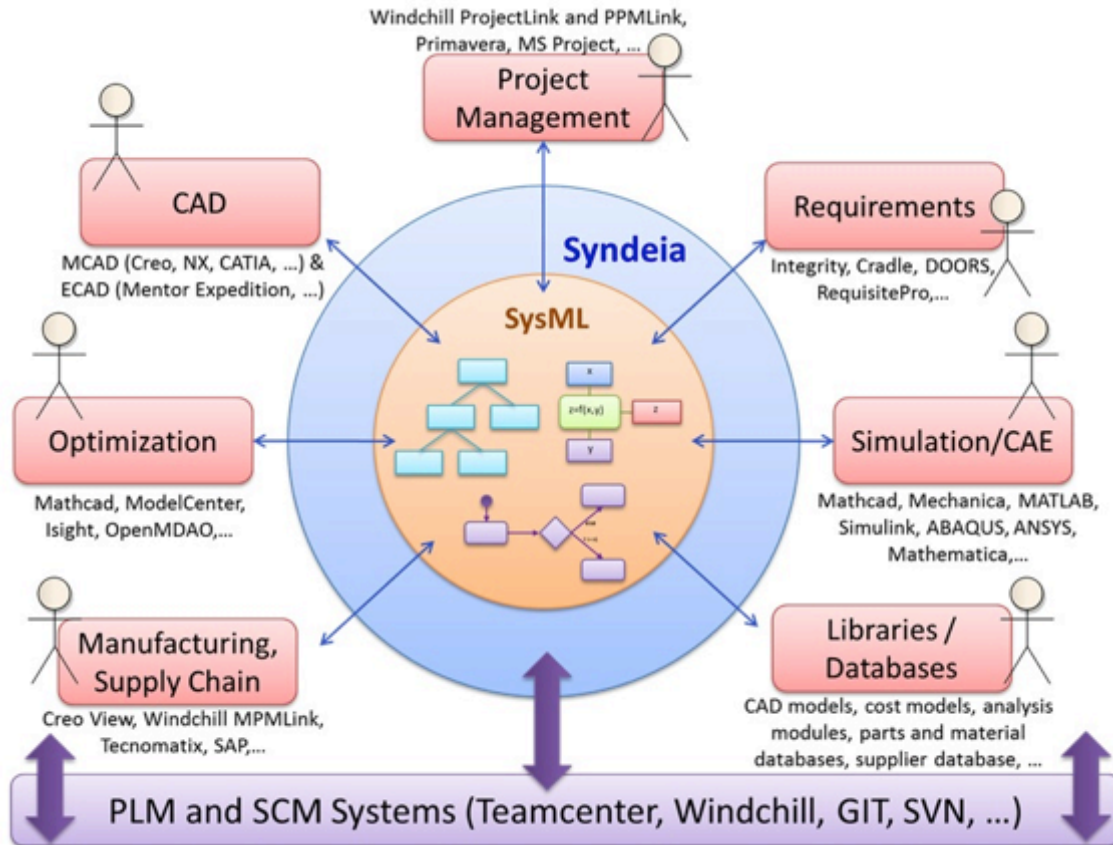 Windchill ProjectLink and PPMLink,
Primavera, MS Project, …
Project
Management
CAD
MCAD (Creo, NX, CATIA, …) &
ECAD (Mentor Expedition, …)
Requirements
Integrity, Cradle, DOORS,
RequisitePro,…
Syndeia
SysML
x
z=f(x,y)
z
y
Optimization
Mathcad, ModelCenter,
Isight, OpenMDAO,…
Simulation/CAE
Mathcad, Mechanica, MATLAB,
Simulink, ABAQUS, ANSYS,
Mathematica,…
Manufacturing,
Supply Chain
Creo View, Windchill MPMLink,
Tecnomatix, SAP,…
Libraries /
Databases
CAD models, cost models, analysis
modules, parts and material
databases, supplier database, …
PLM and SCM Systems (Teamcenter, Windchill, GIT, SVN, …)